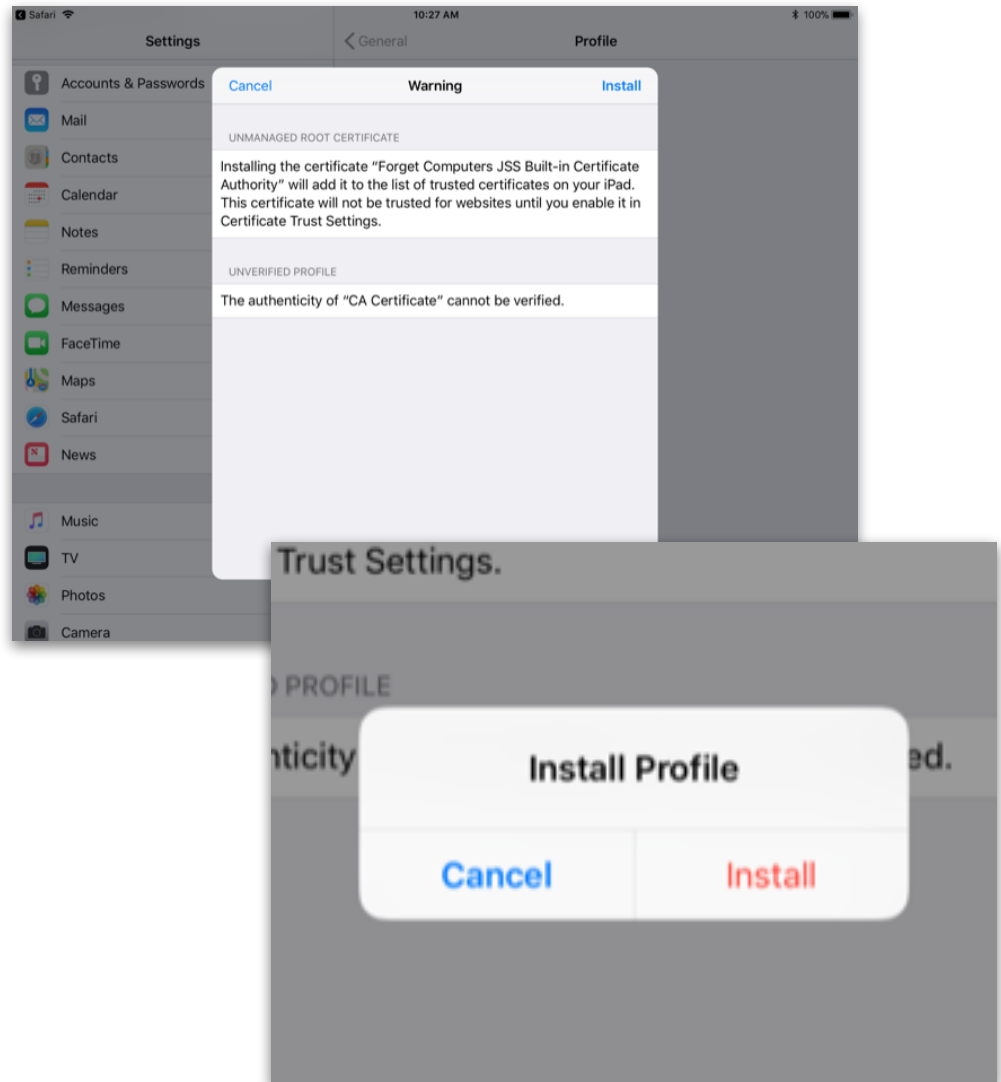 Safari
10:27 AM
100%
Settings
General
Profile
Accounts & Passwords
Mail
Contacts
Calendar
Notes
Reminders
Messages
FaceTime
Maps
Safari
News
Music
TV
Photos
Camera
Cancel
Warning
Install
UNMANAGED ROOT CERTIFICATE
Installing the certificate “Forget Computers JSS Built-in Certificate
Authority” will add it to the list of trusted certificates on your iPad.
This certificate will not be trusted for websites until you enable it in
Certificate Trust Settings.
UNVERIFIED PROFILE
The authenticity of “CA Certificate” cannot be verified.
Trust Settings.
PROFILE
nticity
ed.
Install Profile
Cancel
Install